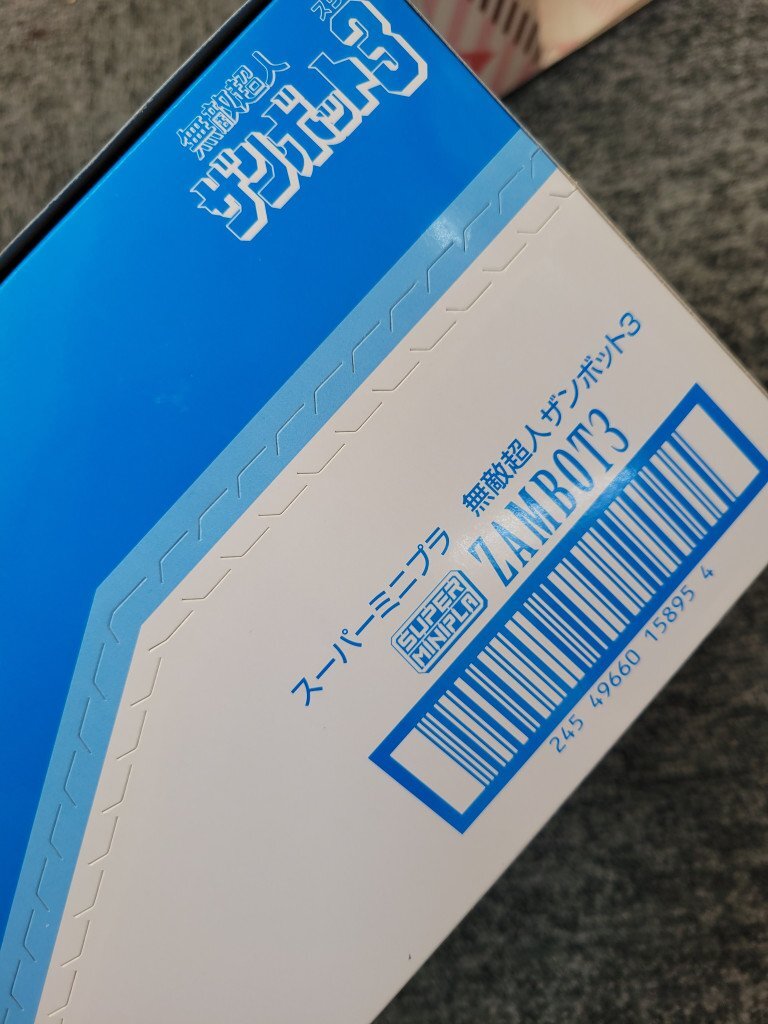 無敵超人
ザンボット3
スーパーミニプラ 無敵超人ザンボット3
SUPER MINIPLA ZAMBOT3
245 49660 15895 4